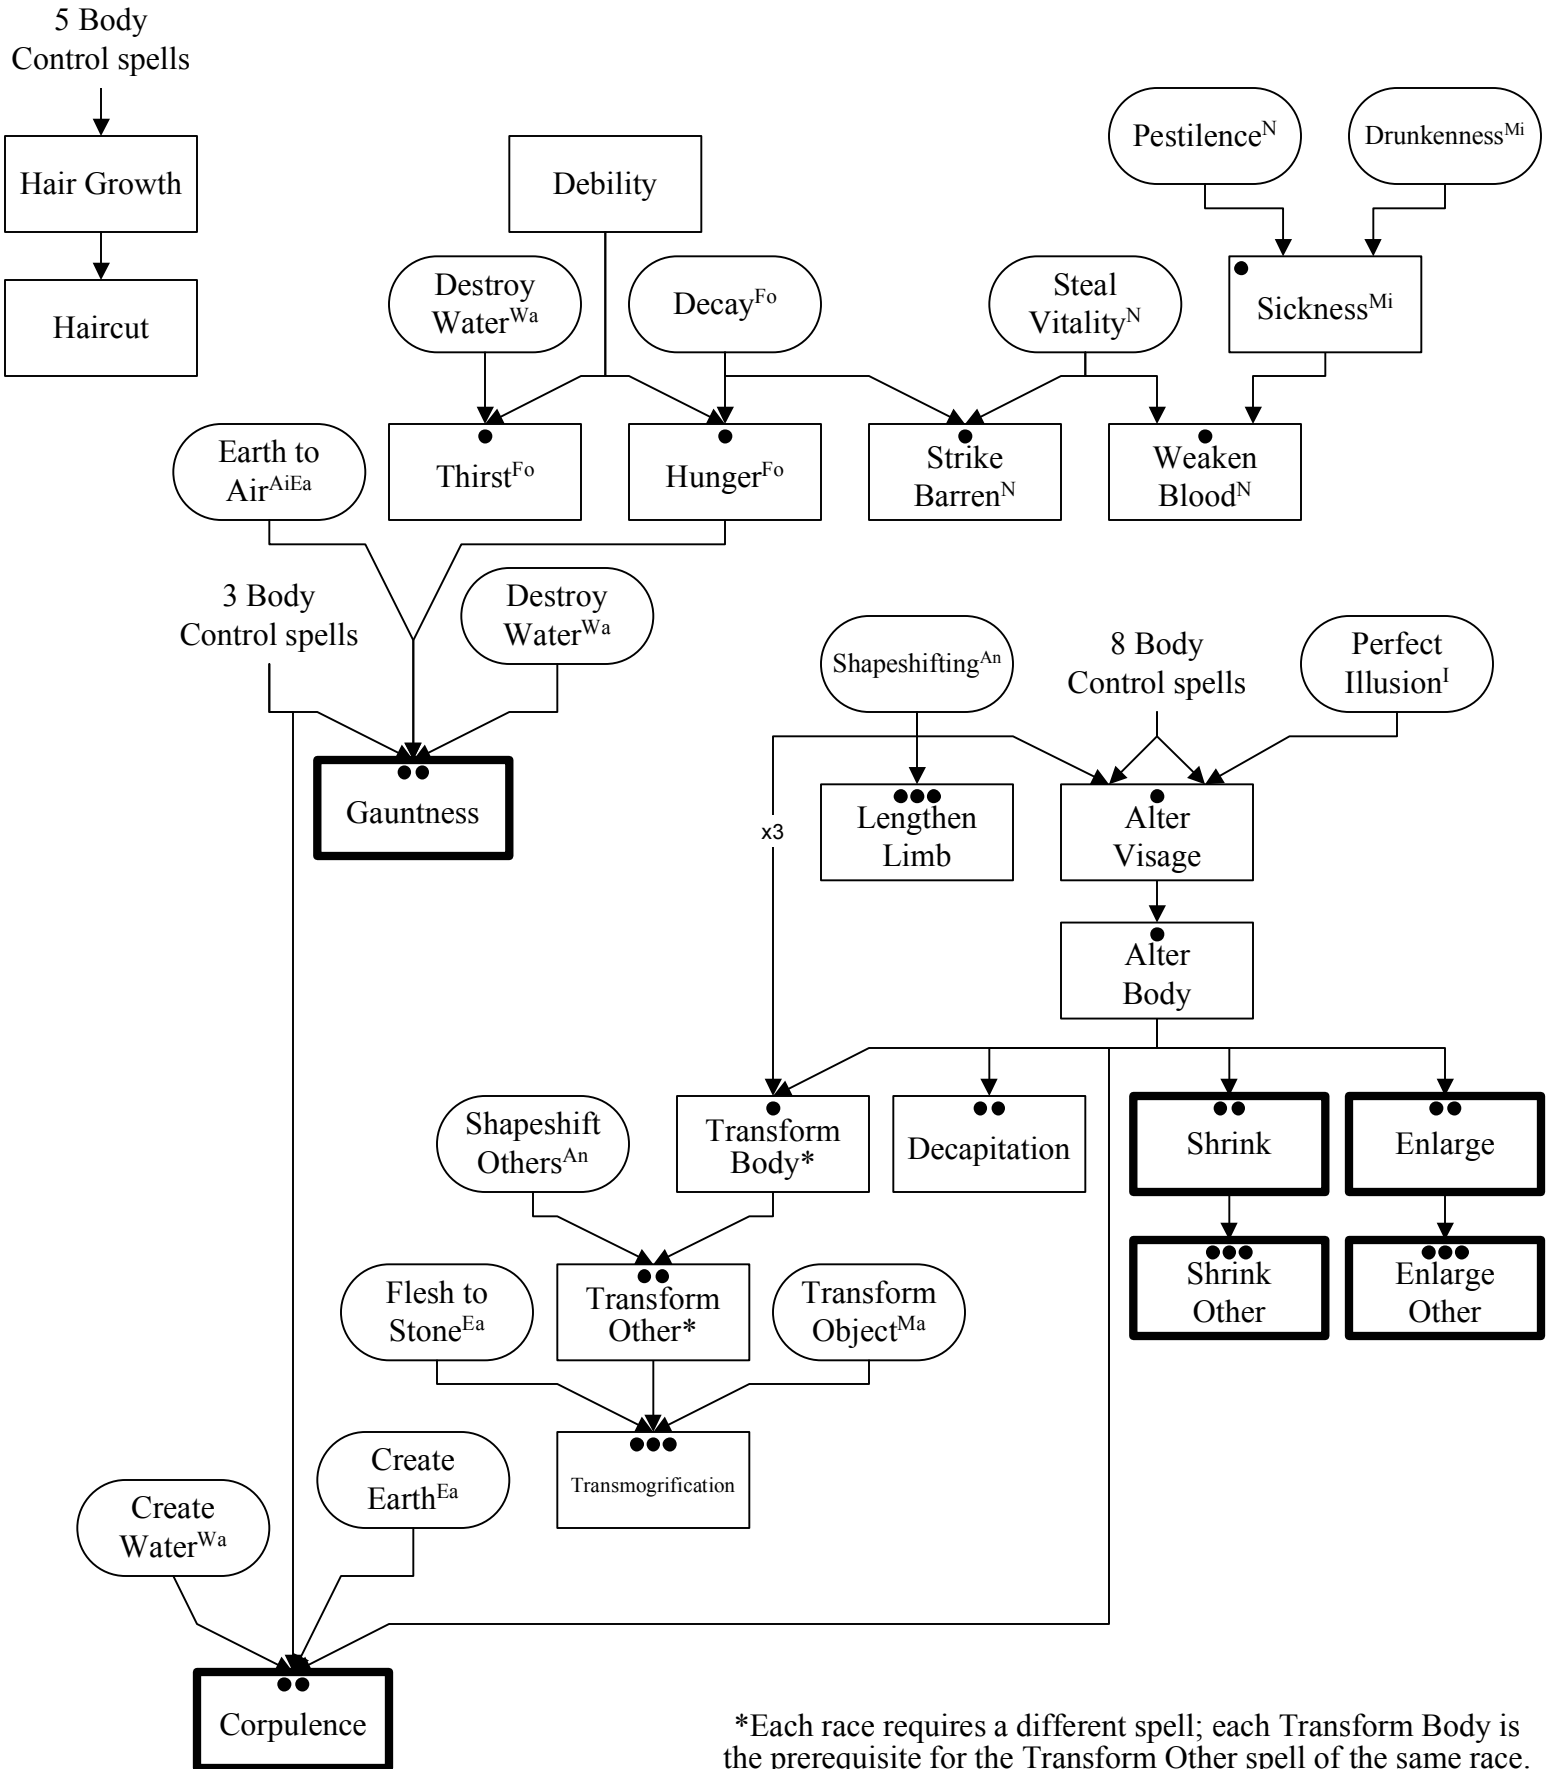 5 Body
Control spells
Hair Growth
Haircut
Debility
Pestilence^N
Drunkenness^Mi
Destroy
Water^Wa
Decay^Fo
Steal
Vitality^N
Sickness^Mi
Earth to
Air^AiEa
Thirst^Fo
Hunger^Fo
Strike
Barren^N
Weaken
Blood^N
3 Body
Control spells
Destroy
Water^Wa
Shapeshifting^An
8 Body
Control spells
Perfect
Illusion^I
Gauntness
x3
Lengthen
Limb
Alter
Visage
Alter
Body
Shapeshift
Others^An
Transform
Body*
Decapitation
Shrink
Enlarge
Flesh to
Stone^Ea
Transform
Other*
Transform
Object^Ma
Shrink
Other
Enlarge
Other
Create
Earth^Ea
Transmogrification
Create
Water^Wa
Corpulence
*Each race requires a different spell; each Transform Body is
the prerequisite for the Transform Other spell of the same race.